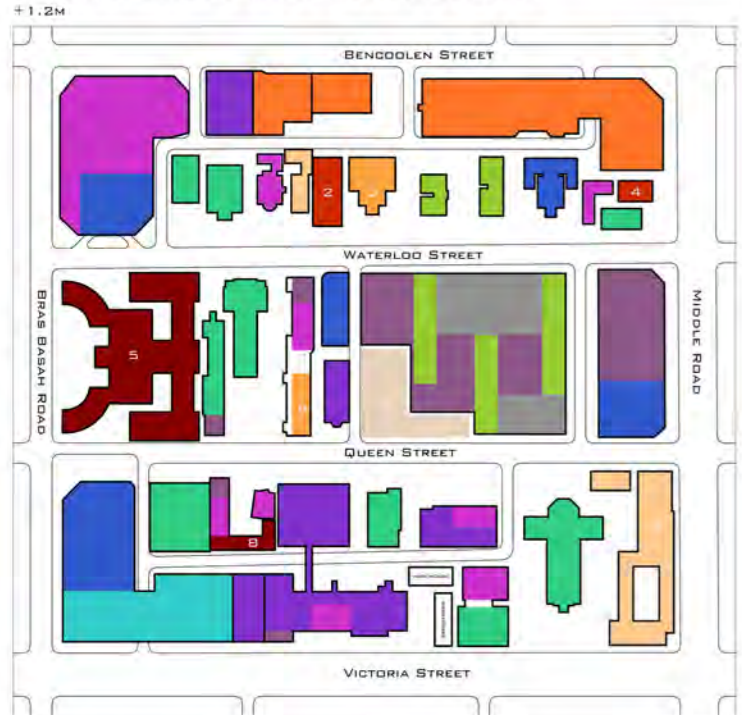 +1.2M
BENCOOLEN STREET
2
3
4
WATERLOO STREET
BRAS BASAH ROAD
MIDDLE ROAD
5
QUEEN STREET
8
VICTORIA STREET